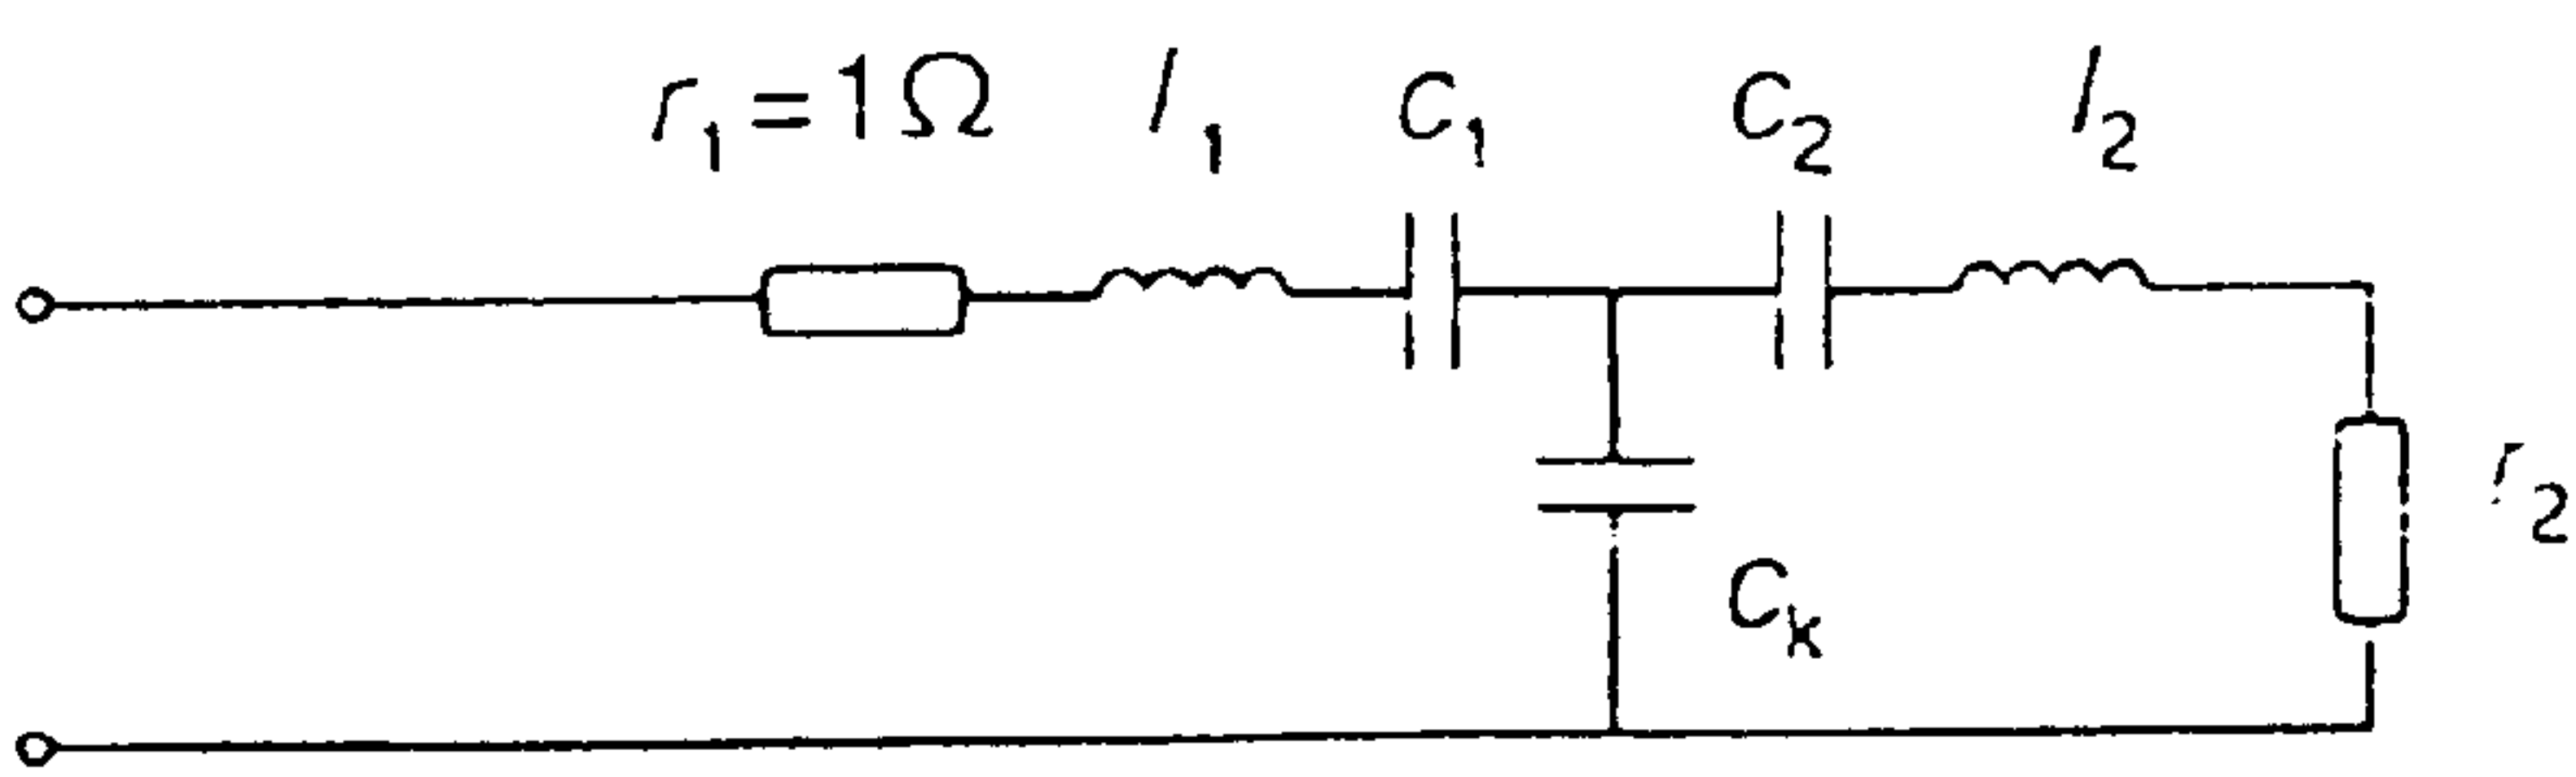 r₁=1Ω l₁ C₁ C₂ l₂
r₂
Cₖ